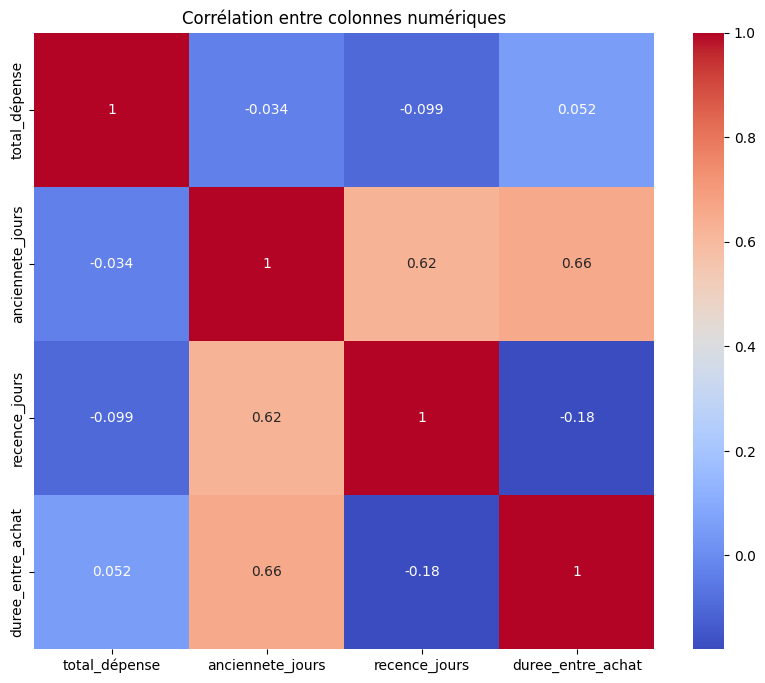 Corrélation entre colonnes numériques
total_dépense
1
-0.034
-0.099
0.052
anciennete_jours
-0.034
1
0.62
0.66
recence_jours
-0.099
0.62
1
-0.18
duree_entre_achat
0.052
0.66
-0.18
1
total_dépense
anciennete_jours
recence_jours
duree_entre_achat
1.0
0.8
0.6
0.4
0.2
0.0